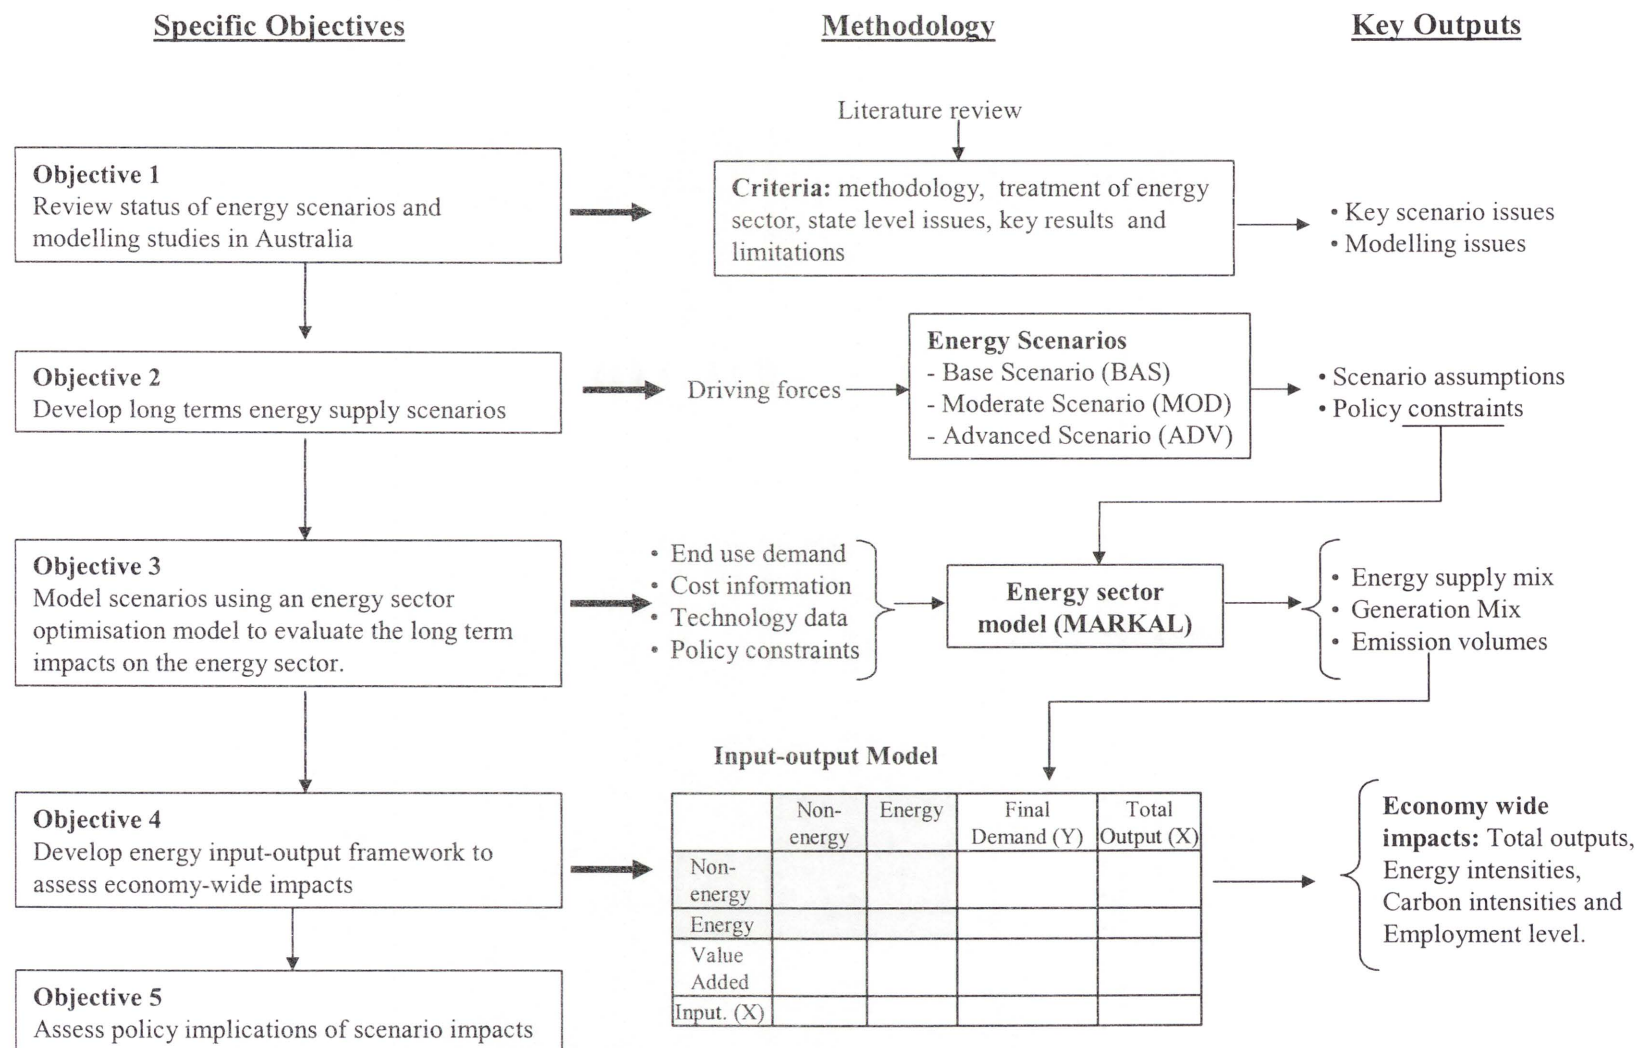 Specific Objectives
Methodology
Key Outputs
Literature review
Objective 1
Review status of energy scenarios and
modelling studies in Australia
Criteria: methodology, treatment of energy
sector, state level issues, key results and
limitations
• Key scenario issues
• Modelling issues
Objective 2
Develop long terms energy supply scenarios
Driving forces
Energy Scenarios
- Base Scenario (BAS)
- Moderate Scenario (MOD)
- Advanced Scenario (ADV)
• Scenario assumptions
• Policy constraints
Objective 3
Model scenarios using an energy sector
optimisation model to evaluate the long term
impacts on the energy sector.
• End use demand
• Cost information
• Technology data
• Policy constraints
Energy sector
model (MARKAL)
• Energy supply mix
• Generation Mix
• Emission volumes
Objective 4
Develop energy input-output framework to
assess economy-wide impacts
Input-output Model
Non-
energy
Energy
Final
Demand (Y)
Total
Output (X)
Non-
energy
Energy
Value
Added
Input. (X)
Economy wide
impacts: Total outputs,
Energy intensities,
Carbon intensities and
Employment level.
Objective 5
Assess policy implications of scenario impacts